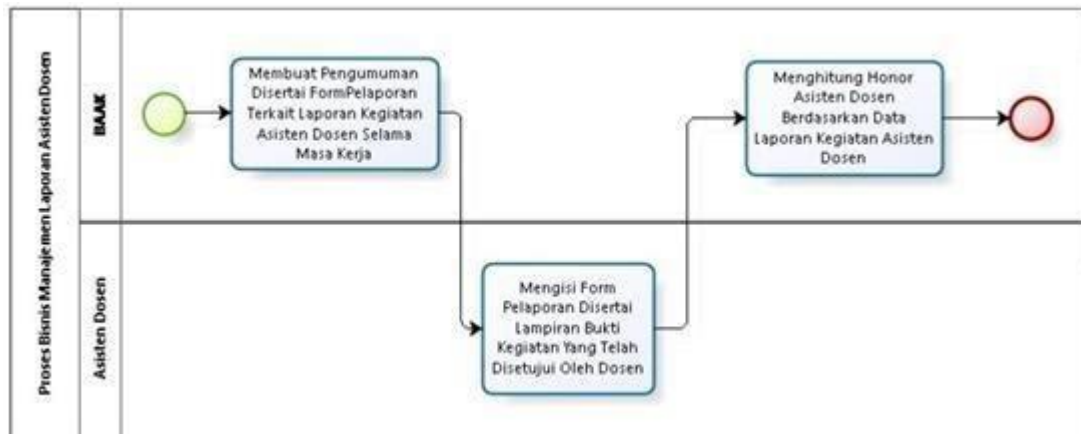 Proses Bisnis Manajemen Laporan AsistenDosen
BAAK
Membuat Pengumuman
Disertai FormPelaporan
Terkait Laporan Kegiatan
Asisten Dosen Selama
Masa Kerja
Menghitung Honor
Asisten Dosen
Berdasarkan Data
Laporan Kegiatan Asisten
Dosen
Asisten Dosen
Mengisi Form
Pelaporan Disertai
Lampiran Bukti
Kegiatan Yang Telah
Disetujui Oleh Dosen